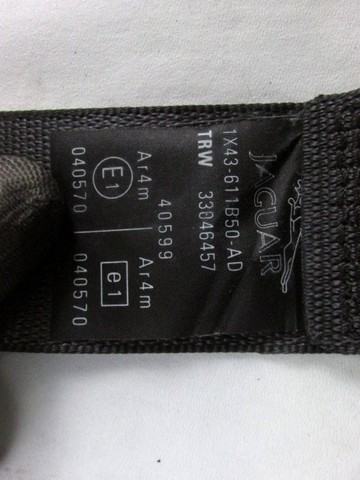 JAGUAR
1X43-611B50-AD
TRW 33046457
40599
Ar4m Ar4m
E1 e1
040570 040570